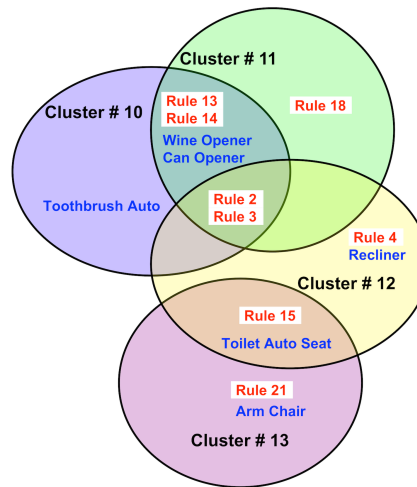 Cluster # 11
Rule 13
Rule 14
Rule 18
Cluster # 10
Wine Opener
Can Opener
Toothbrush Auto
Rule 2
Rule 3
Rule 4
Recliner
Cluster # 12
Rule 15
Toilet Auto Seat
Rule 21
Arm Chair
Cluster # 13